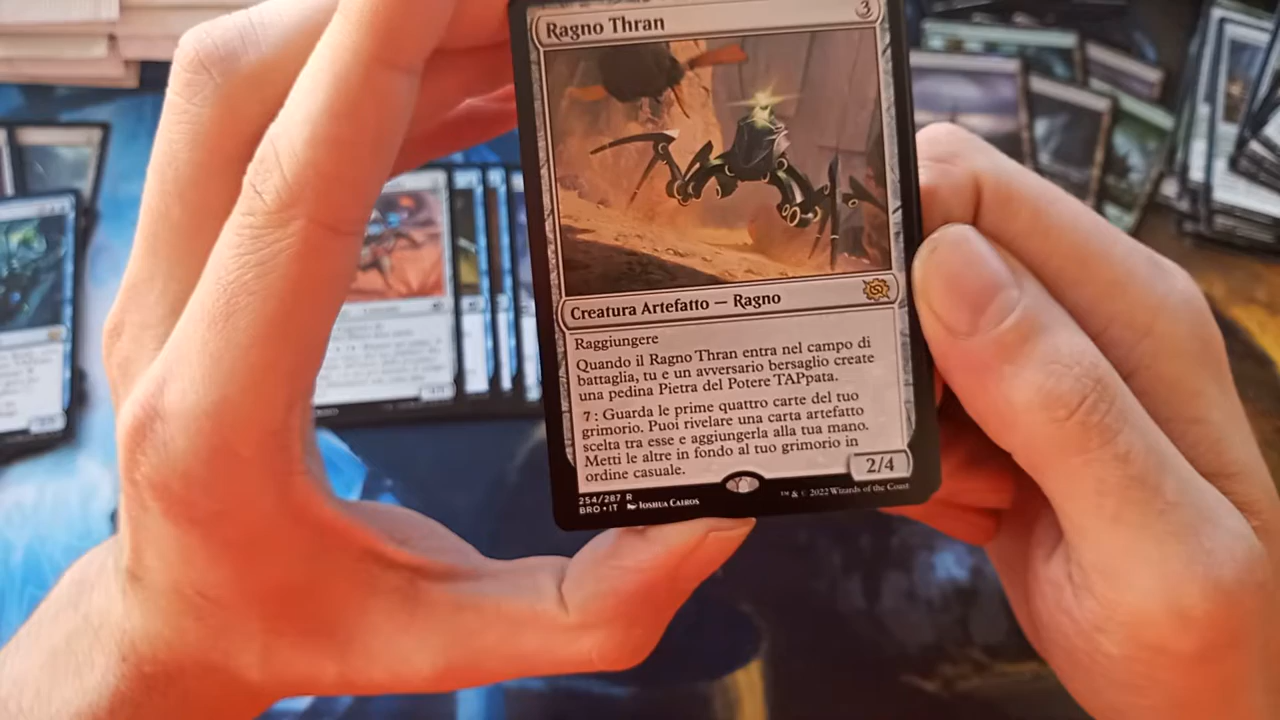 Ragno Thran
3
Creatura Artefatto — Ragno
Raggiungere
Quando il Ragno Thran entra nel campo di
battaglia, tu e un avversario bersaglio create
una pedina Pietra del Potere TAPpata.
7: Guarda le prime quattro carte del tuo
grimorio. Puoi rivelare una carta artefatto
scelta tra esse e aggiungerla alla tua mano.
Metti le altre in fondo al tuo grimorio in
ordine casuale.
2/4
254/287 R
BRO • IT Joshua Cairos
™ & © 2022 Wizards of the Coast